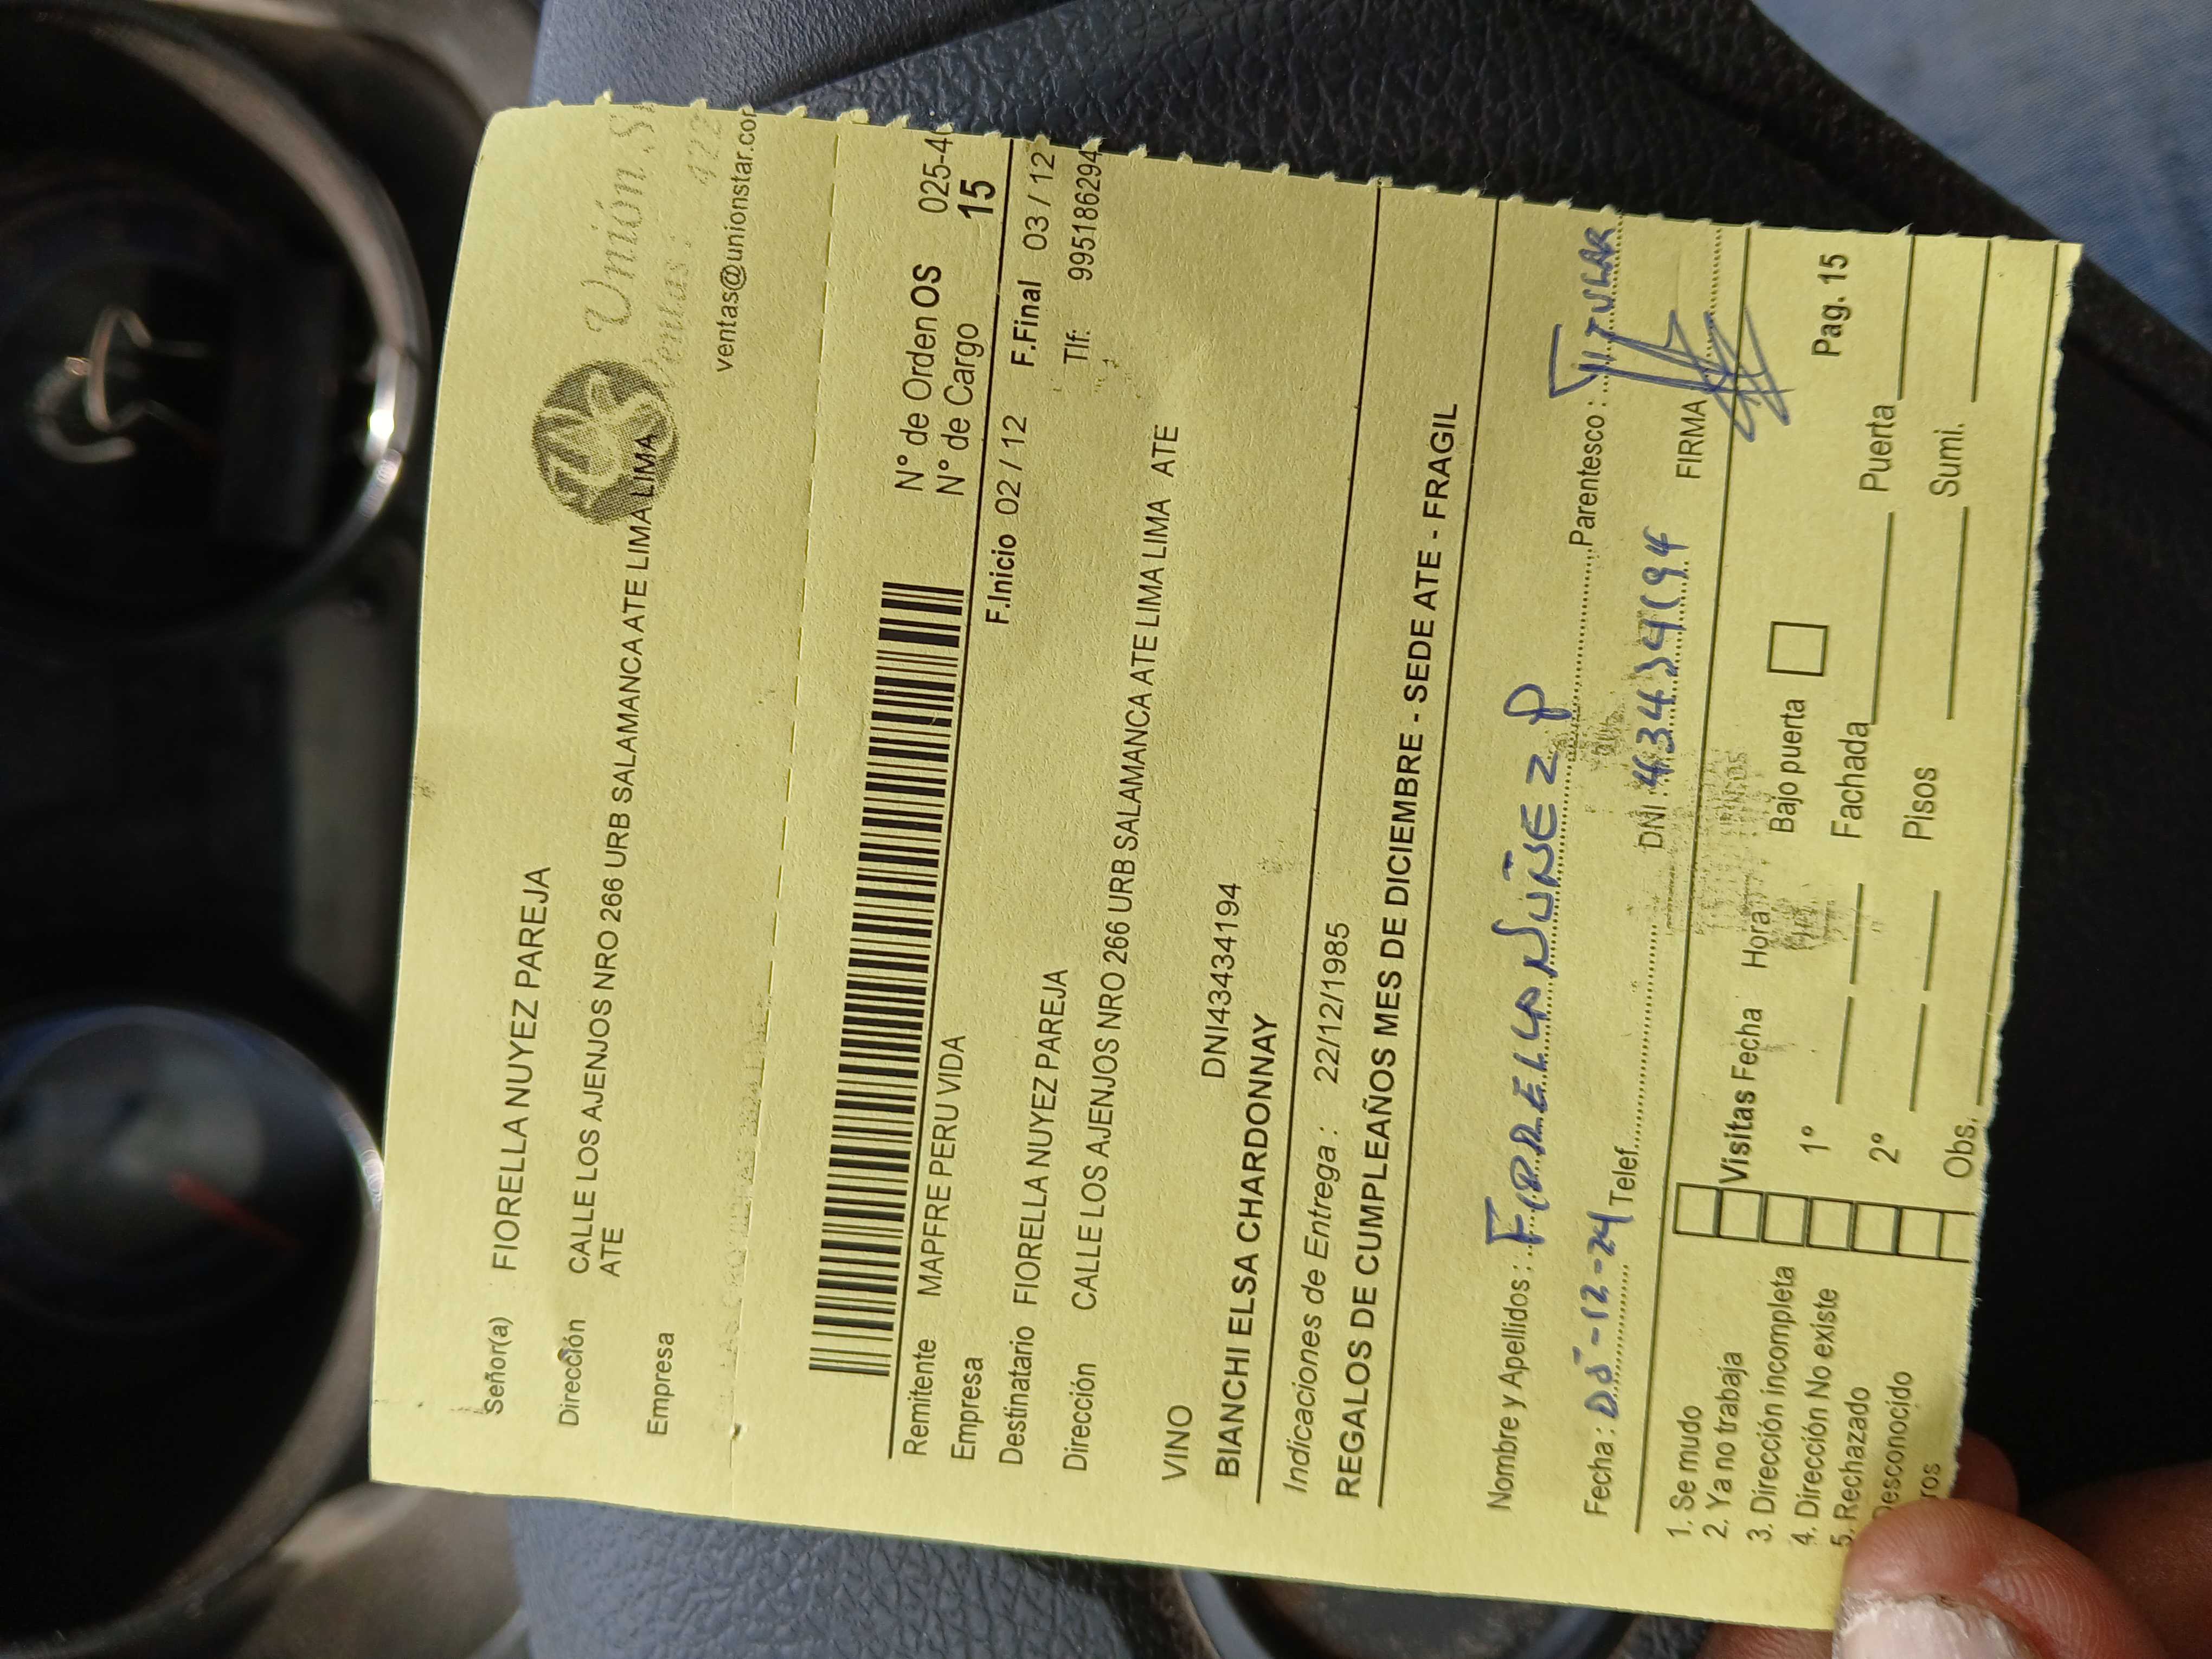 Señor(a) FIORELLA NUYEZ PAREJA
Dirección CALLE LOS AJENJOS NRO 266 URB SALAMANCA ATE LIMA LIMA
ATE
Empresa
Unión S
Ventas: 422
ventas@unionstar.com
N° de Orden OS 025-4
N° de Cargo 15
F.Inicio 02 / 12 F.Final 03 / 12
Remitente MAPFRE PERU VIDA
Empresa
Tlf: 995186294
Destinatario FIORELLA NUYEZ PAREJA
Dirección CALLE LOS AJENJOS NRO 266 URB SALAMANCA ATE LIMA LIMA ATE
VINO DNI43434194
BIANCHI ELSA CHARDONNAY
Indicaciones de Entrega : 22/12/1985
REGALOS DE CUMPLEAÑOS MES DE DICIEMBRE - SEDE ATE - FRAGIL
Nombre y Apellidos : FIORELLA NÚÑEZ P Parentesco : TITULAR
Fecha : 05-12-24 Telef. DNI 43434194 FIRMA
1. Se mudo
2. Ya no trabaja
3. Dirección incompleta
4. Dirección No existe
5. Rechazado
Desconocido
ros
Visitas Fecha Hora Bajo puerta Pag. 15
1° Fachada Puerta
2° Pisos Sumi.
Obs.